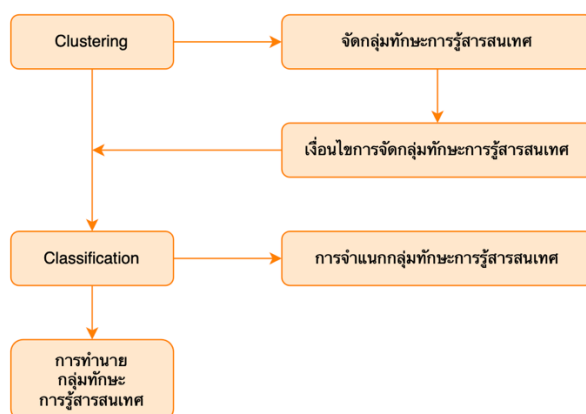 Clustering
จัดกลุ่มทักษะการรู้สารสนเทศ
เงื่อนไขการจัดกลุ่มทักษะการรู้สารสนเทศ
Classification
การจำแนกกลุ่มทักษะการรู้สารสนเทศ
การทำนาย
กลุ่มทักษะ
การรู้สารสนเทศ